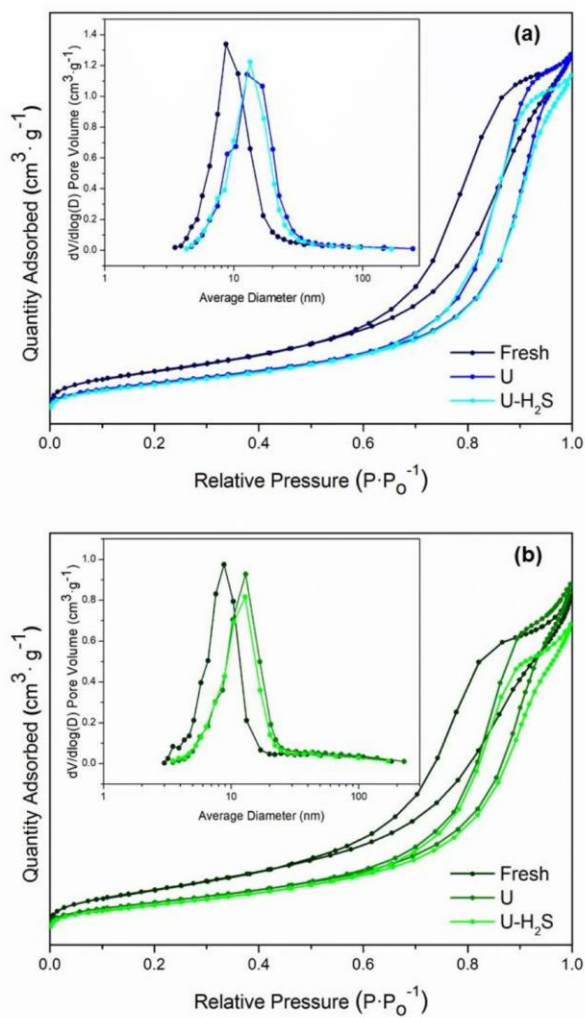 (a)
Quantity Adsorbed (cm³· g⁻¹)
dV/dlog(D) Pore Volume (cm³·g⁻¹)
1.4
1.2
1.0
0.8
0.6
0.4
0.2
0.0
1 10 100
Average Diameter (nm)
Fresh
U
U-H₂S
0.0 0.2 0.4 0.6 0.8 1.0
Relative Pressure (P·Pₒ⁻¹)
(b)
Quantity Adsorbed (cm³· g⁻¹)
dV/dlog(D) Pore Volume (cm³·g⁻¹)
1.0
0.8
0.6
0.4
0.2
0.0
1 10 100
Average Diameter (nm)
Fresh
U
U-H₂S
0.0 0.2 0.4 0.6 0.8 1.0
Relative Pressure (P·Pₒ⁻¹)